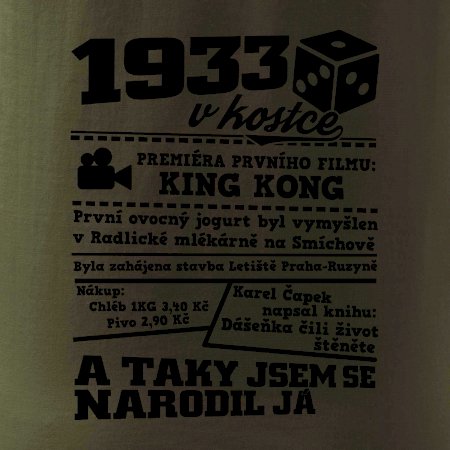 1933
v kostce
PREMIÉRA PRVNÍHO FILMU:
KING KONG
První ovocný jogurt byl vymyšlen
v Radlické mlékárně na Smíchově
Byla zahájena stavba Letiště Praha-Ruzyně
Nákup:
Chléb 1KG 3,40 Kč
Pivo 2,90 Kč
Karel Čapek
napsal knihu:
Dášeňka čili život
štěněte
A TAKY JSEM SE
NARODIL JÁ